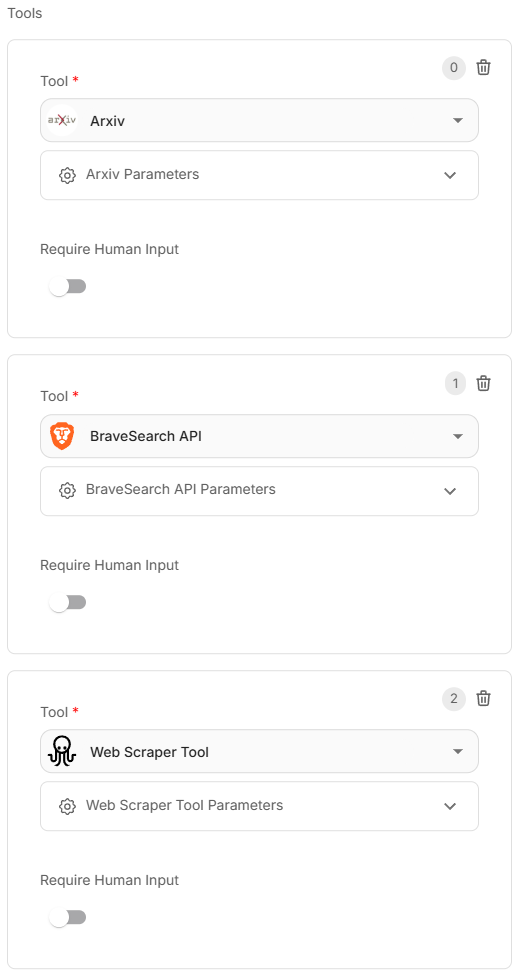 Tools
0
Tool *
arXiv Arxiv
Arxiv Parameters
Require Human Input
1
Tool *
BraveSearch API
BraveSearch API Parameters
Require Human Input
2
Tool *
Web Scraper Tool
Web Scraper Tool Parameters
Require Human Input